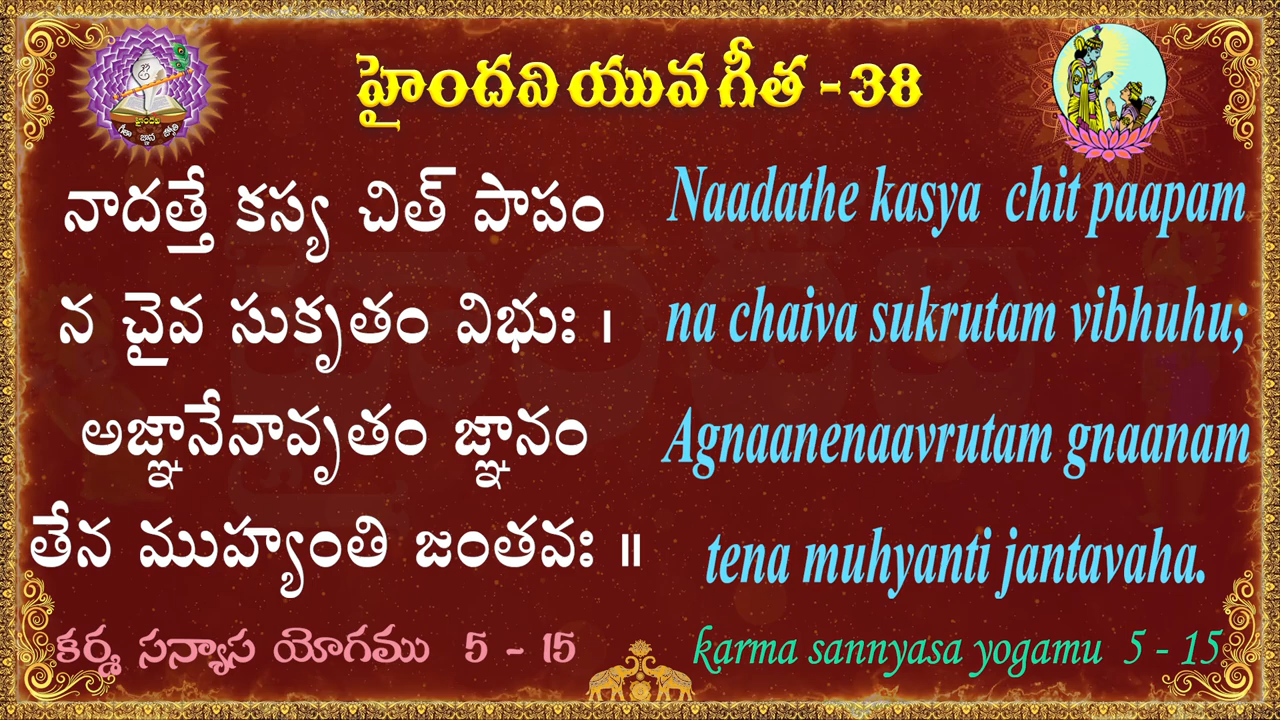 హైందవి యువ గీత - 38
నాదత్తే కస్య చిత్ పాపం
న చైవ సుకృతం విభుః ।
అజ్ఞానేనావృతం జ్ఞానం
తేన ముహ్యంతి జంతవః ॥
కర్మ సన్యాస యోగము 5 - 15
Naadathe kasya chit paapam
na chaiva sukrutam vibhuhu;
Agnaanenaavrutam gnaanam
tena muhyanti jantavaha.
karma sannyasa yogamu 5 - 15
హైందవి
గీతా జ్ఞాన జ్యోతి